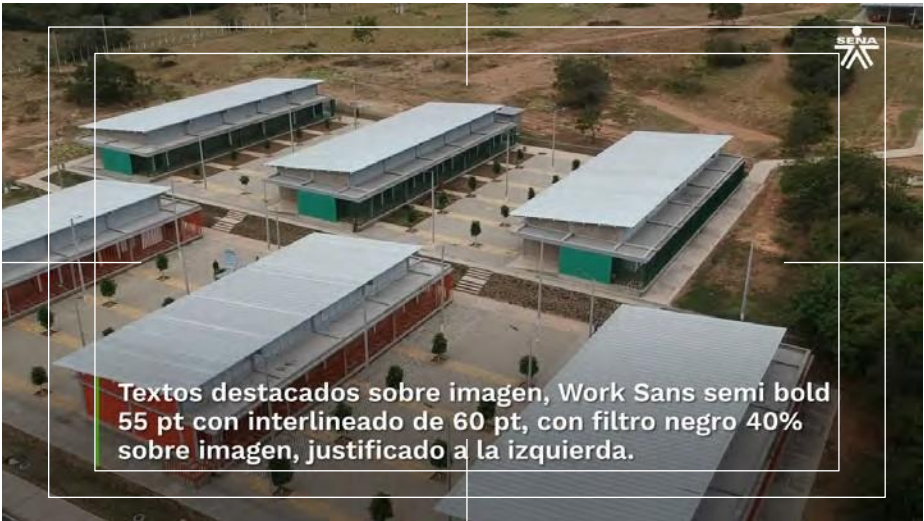 SENA
Textos destacados sobre imagen, Work Sans semi bold
55 pt con interlineado de 60 pt, con filtro negro 40%
sobre imagen, justificado a la izquierda.